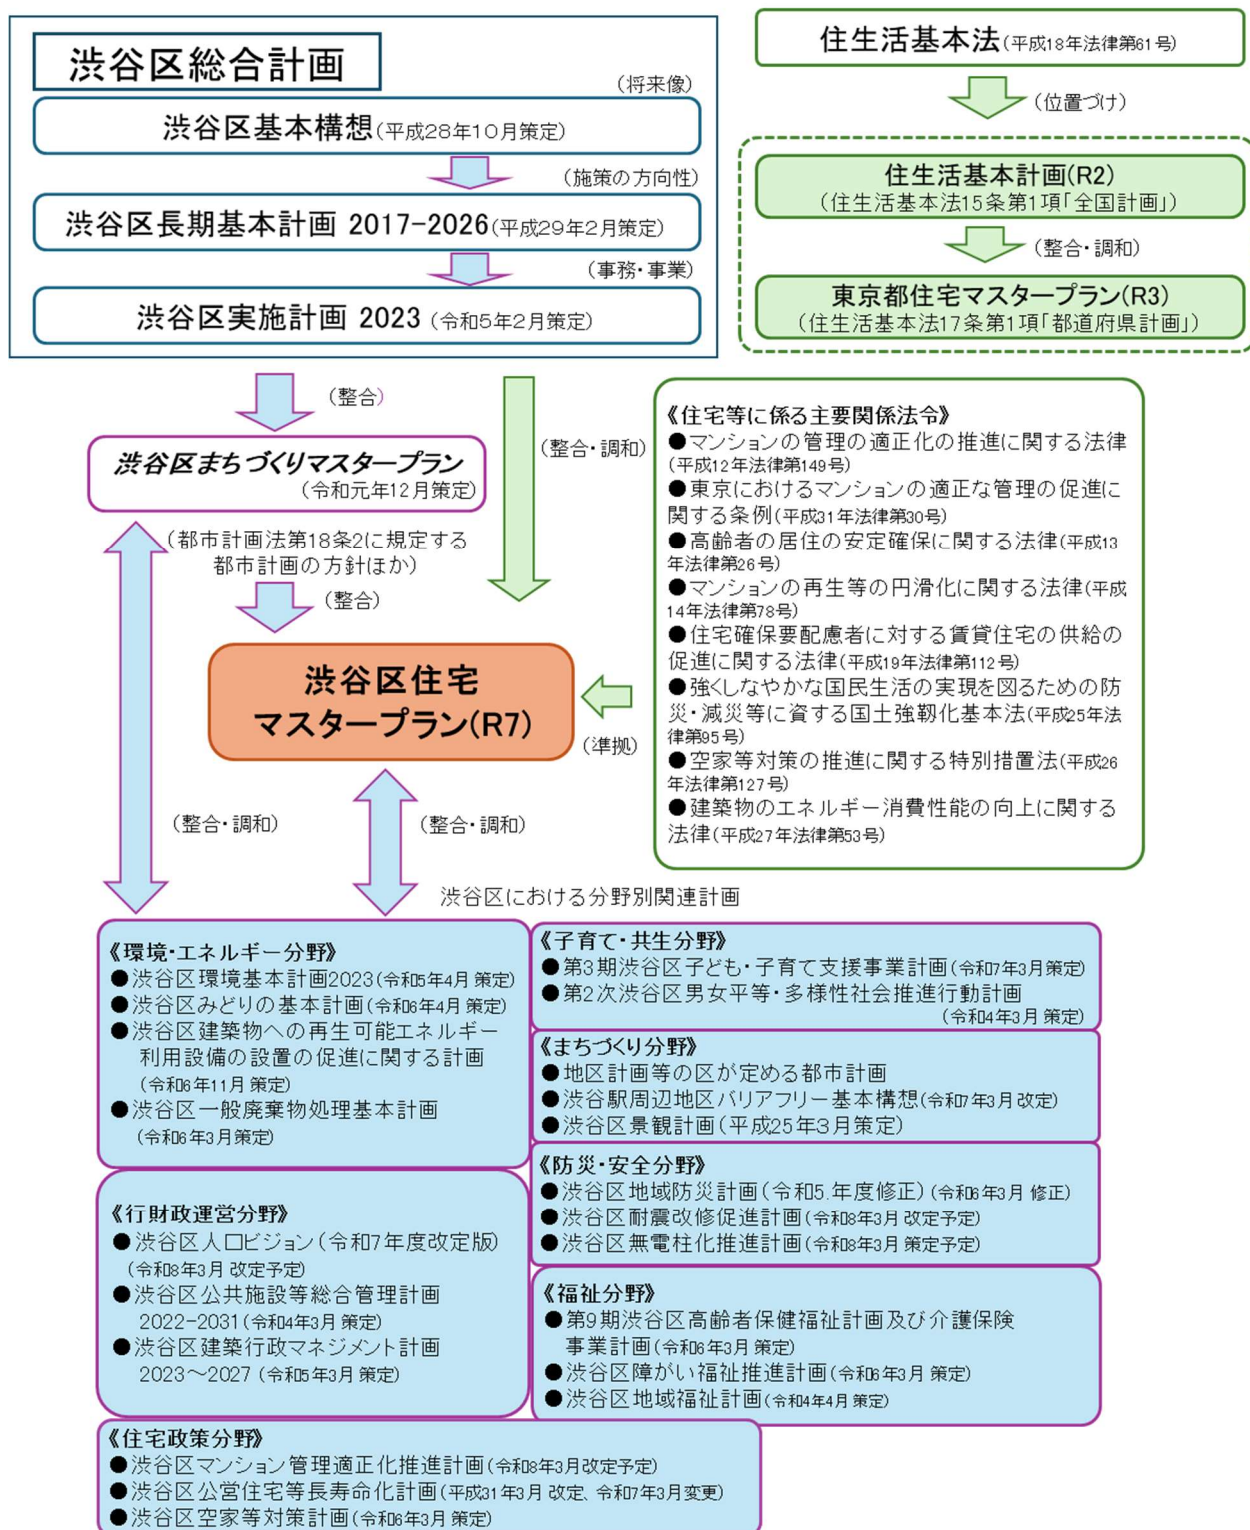 渋谷区総合計画
(将来像)
渋谷区基本構想(平成28年10月策定)
(施策の方向性)
渋谷区長期基本計画 2017-2026(平成29年2月策定)
(事務・事業)
渋谷区実施計画 2023 (令和5年2月策定)
住生活基本法(平成18年法律第61号)
(位置づけ)
住生活基本計画(R2)
(住生活基本法15条第1項「全国計画」)
(整合・調和)
東京都住宅マスタープラン(R3)
(住生活基本法17条第1項「都道府県計画」)
(整合)
渋谷区まちづくりマスタープラン
(令和元年12月策定)
(都市計画法第18条2に規定する
都市計画の方針ほか)
(整合)
(整合・調和)
渋谷区住宅
マスタープラン(R7)
(準拠)
《住宅等に係る主要関係法令》
●マンションの管理の適正化の推進に関する法律
(平成12年法律第149号)
●東京におけるマンションの適正な管理の促進に
関する条例(平成31年法律第30号)
●高齢者の居住の安定確保に関する法律(平成13
年法律第26号)
●マンションの再生等の円滑化に関する法律(平成
14年法律第78号)
●住宅確保要配慮者に対する賃貸住宅の供給の
促進に関する法律(平成19年法律第112号)
●強くしなやかな国民生活の実現を図るための防
災・減災等に資する国土強靱化基本法(平成25年法
律第95号)
●空家等対策の推進に関する特別措置法(平成26
年法律第127号)
●建築物のエネルギー消費性能の向上に関する
法律(平成27年法律第53号)
(整合・調和)
(整合・調和)
渋谷区における分野別関連計画
《環境・エネルギー分野》
●渋谷区環境基本計画2023(令和5年4月策定)
●渋谷区みどりの基本計画(令和6年4月策定)
●渋谷区建築物への再生可能エネルギー
利用設備の設置の促進に関する計画
(令和6年11月策定)
●渋谷区一般廃棄物処理基本計画
(令和6年3月策定)
《行財政運営分野》
●渋谷区人口ビジョン(令和7年度改定版)
(令和8年3月改定予定)
●渋谷区公共施設等総合管理計画
2022-2031(令和4年3月策定)
●渋谷区建築行政マネジメント計画
2023～2027(令和5年3月策定)
《子育て・共生分野》
●第3期渋谷区子ども・子育て支援事業計画(令和7年3月策定)
●第2次渋谷区男女平等・多様性社会推進行動計画
(令和4年3月策定)
《まちづくり分野》
●地区計画等の区が定める都市計画
●渋谷駅周辺地区バリアフリー基本構想(令和7年3月改定)
●渋谷区景観計画(平成25年3月策定)
《防災・安全分野》
●渋谷区地域防災計画(令和5.年度修正)(令和6年3月修正)
●渋谷区耐震改修促進計画(令和8年3月改定予定)
●渋谷区無電柱化推進計画(令和8年3月策定予定)
《福祉分野》
●第9期渋谷区高齢者保健福祉計画及び介護保険
事業計画(令和6年3月策定)
●渋谷区障がい福祉推進計画(令和6年3月策定)
●渋谷区地域福祉計画(令和4年4月策定)
《住宅政策分野》
●渋谷区マンション管理適正化推進計画(令和8年3月改定予定)
●渋谷区公営住宅等長寿命化計画(平成31年3月改定、令和7年3月変更)
●渋谷区空家等対策計画(令和6年3月策定)